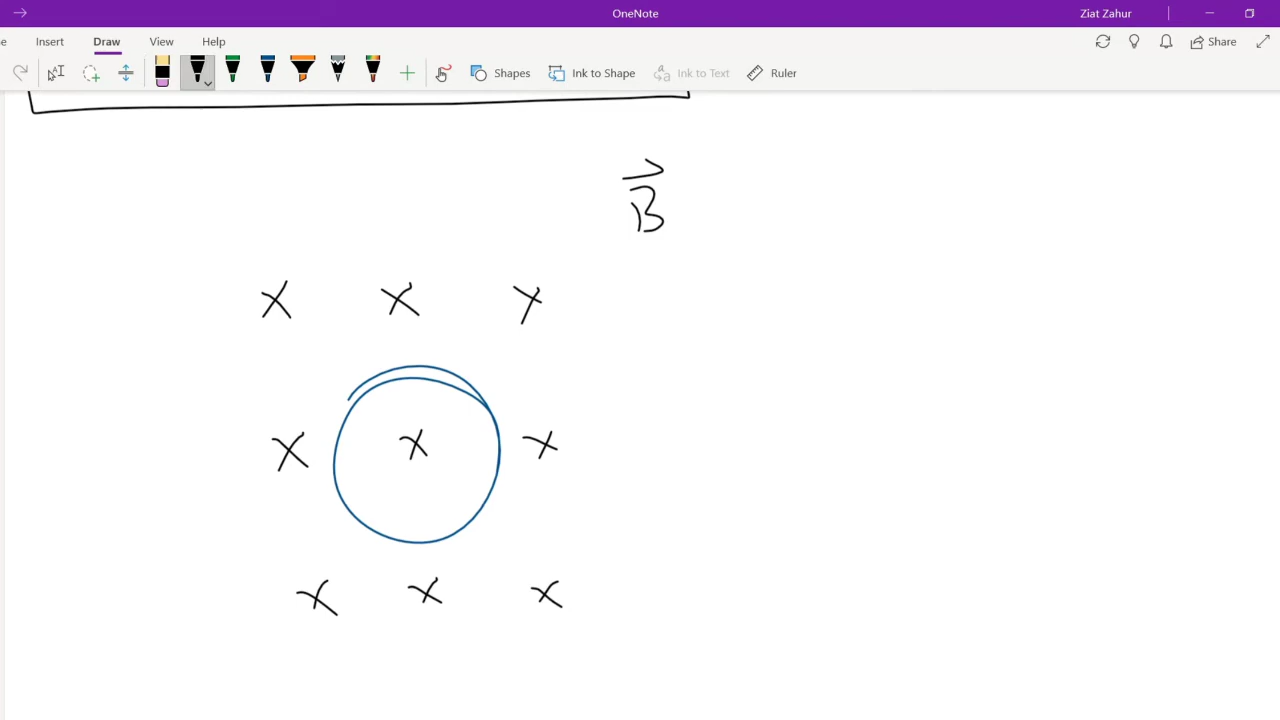 OneNote
Ziat Zahur
Insert Draw View Help
Share
Shapes Ink to Shape Ink to Text Ruler
B
x x x
x x x
x x x